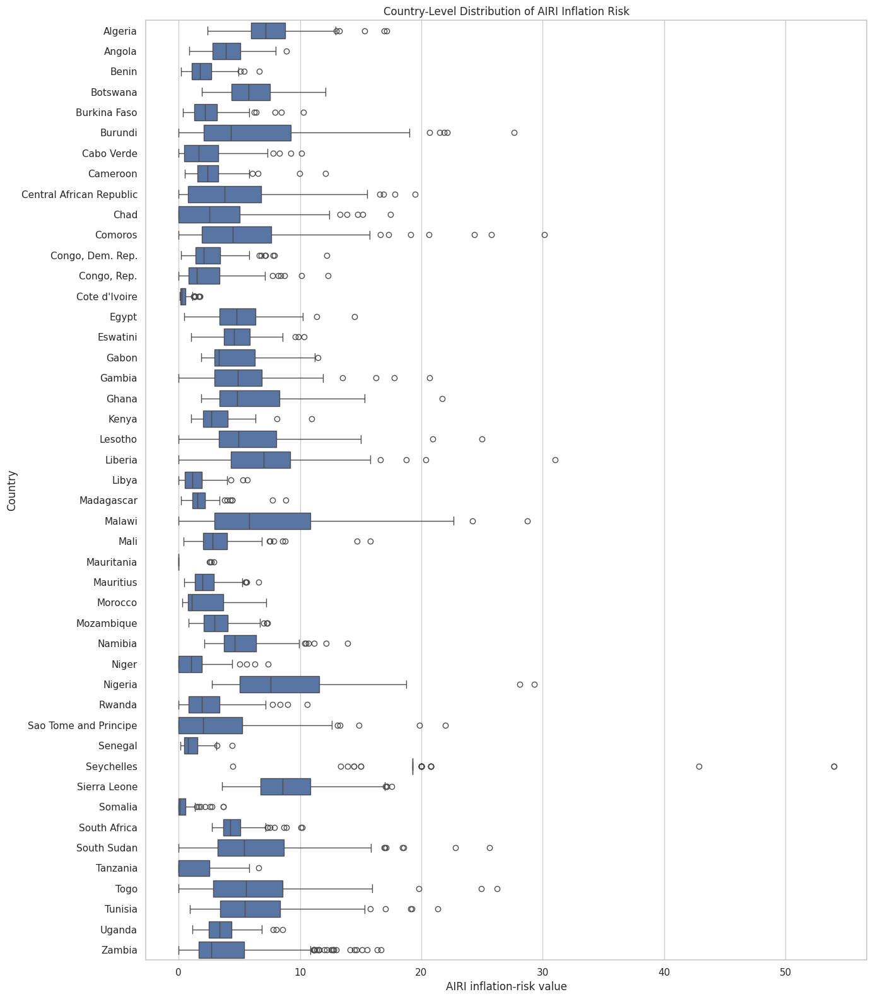 Country-Level Distribution of AIRI Inflation Risk
Algeria
Angola
Benin
Botswana
Burkina Faso
Burundi
Cabo Verde
Cameroon
Central African Republic
Chad
Comoros
Congo, Dem. Rep.
Congo, Rep.
Cote d'Ivoire
Egypt
Eswatini
Gabon
Gambia
Ghana
Kenya
Lesotho
Liberia
Libya
Madagascar
Malawi
Mali
Mauritania
Mauritius
Morocco
Mozambique
Namibia
Niger
Nigeria
Rwanda
Sao Tome and Principe
Senegal
Seychelles
Sierra Leone
Somalia
South Africa
South Sudan
Tanzania
Togo
Tunisia
Uganda
Zambia
Country
0 10 20 30 40 50
AIRI inflation-risk value